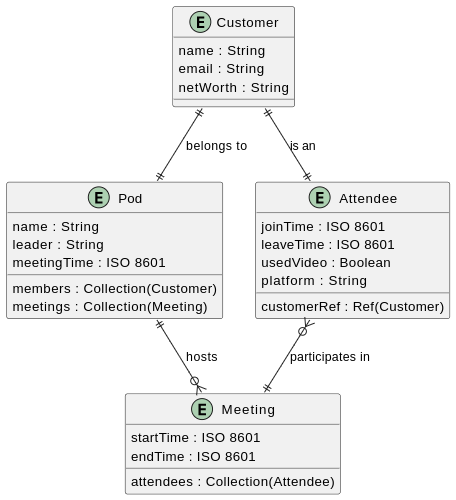 E Customer
name : String
email : String
netWorth : String
belongs to
is an
E Pod
name : String
leader : String
meetingTime : ISO 8601
members : Collection(Customer)
meetings : Collection(Meeting)
E Attendee
joinTime : ISO 8601
leaveTime : ISO 8601
usedVideo : Boolean
platform : String
customerRef : Ref(Customer)
hosts
participates in
E Meeting
startTime : ISO 8601
endTime : ISO 8601
attendees : Collection(Attendee)